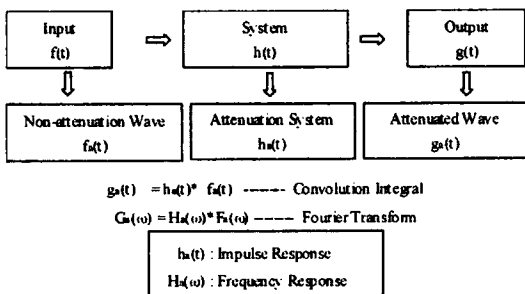 Input
f(t)
System
h(t)
Output
g(t)
Non-attenuation Wave
fa(t)
Attenuation System
ha(t)
Attenuated Wave
ga(t)
ga(t) = ha(t)* fa(t) ------ Convolution Integral
Ga(ω) = Ha(ω)* Fa(ω) ---- Fourier Transform
ha(t) : Impulse Response
Ha(ω) : Frequency Response